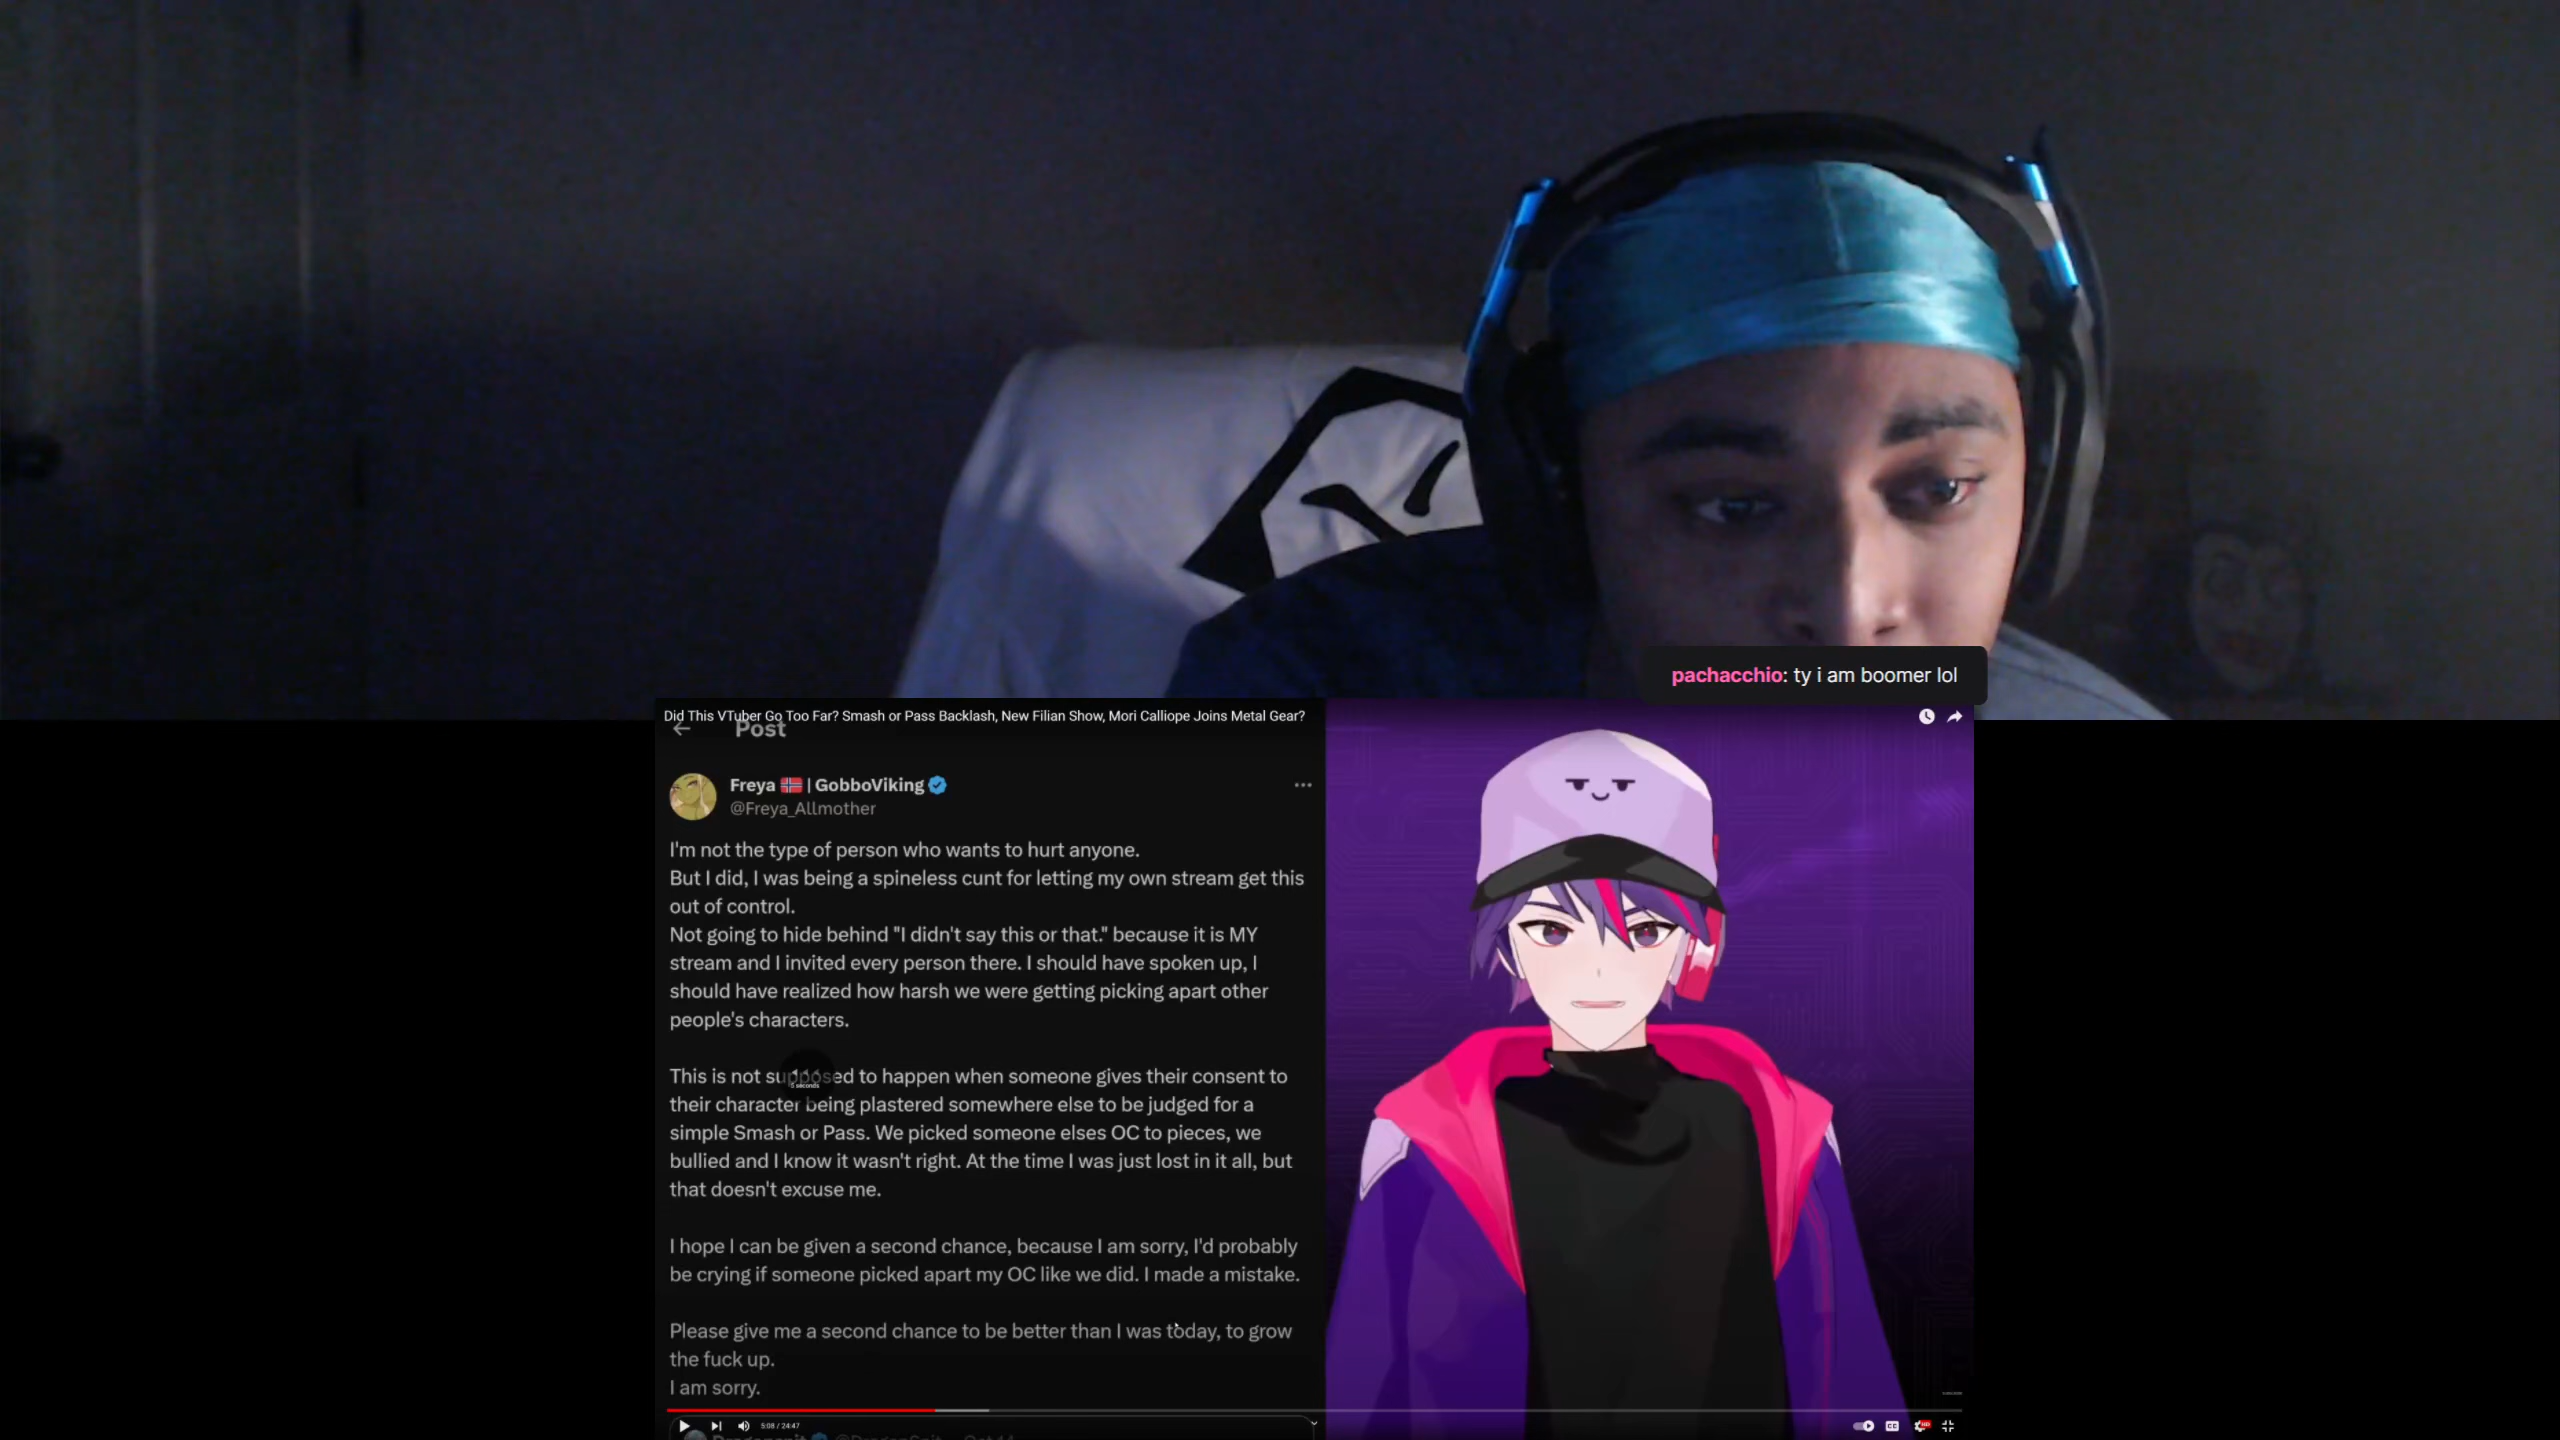 pachacchio: ty i am boomer lol
Did This VTuber Go Too Far? Smash or Pass Backlash, New Filian Show, Mori Calliope Joins Metal Gear?
Post
Freya | GobboViking
@Freya_Allmother
I'm not the type of person who wants to hurt anyone.
But I did, I was being a spineless cunt for letting my own stream get this
out of control.
Not going to hide behind "I didn't say this or that." because it is MY
stream and I invited every person there. I should have spoken up, I
should have realized how harsh we were getting picking apart other
people's characters.
This is not supposed to happen when someone gives their consent to
their character being plastered somewhere else to be judged for a
simple Smash or Pass. We picked someone elses OC to pieces, we
bullied and I know it wasn't right. At the time I was just lost in it all, but
that doesn't excuse me.
I hope I can be given a second chance, because I am sorry, I'd probably
be crying if someone picked apart my OC like we did. I made a mistake.
Please give me a second chance to be better than I was today, to grow
the fuck up.
I am sorry.
5 seconds
5:08 / 24:47
CC
HD